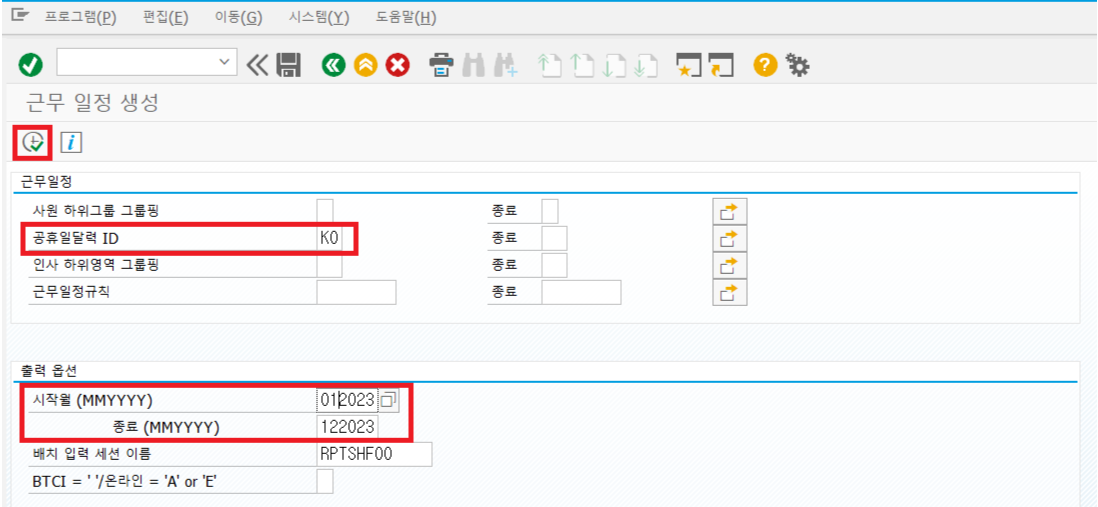 프로그램(P) 편집(E) 이동(G) 시스템(Y) 도움말(H)
근무 일정 생성
i
근무일정
사원 하위그룹 그룹핑 종료
공휴일달력 ID K0 종료
인사 하위영역 그룹핑 종료
근무일정규칙 종료
출력 옵션
시작월 (MMYYYY) 012023
종료 (MMYYYY) 122023
배치 입력 세션 이름 RPTSHF00
BTCI = ' '/온라인 = 'A' or 'E'